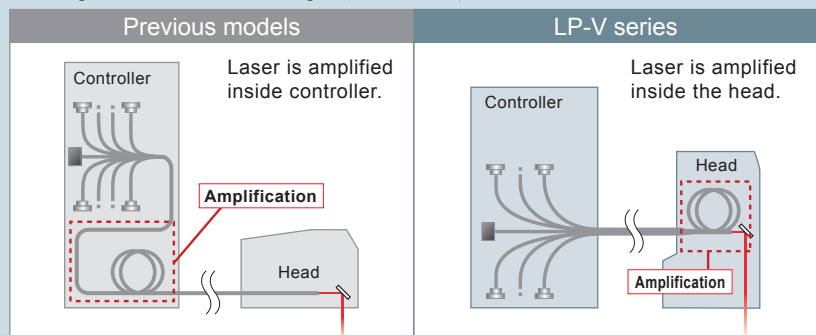 Previous models
Controller
Laser is amplified
inside controller.
Amplification
Head
LP-V series
Controller
Laser is amplified
inside the head.
Head
Amplification